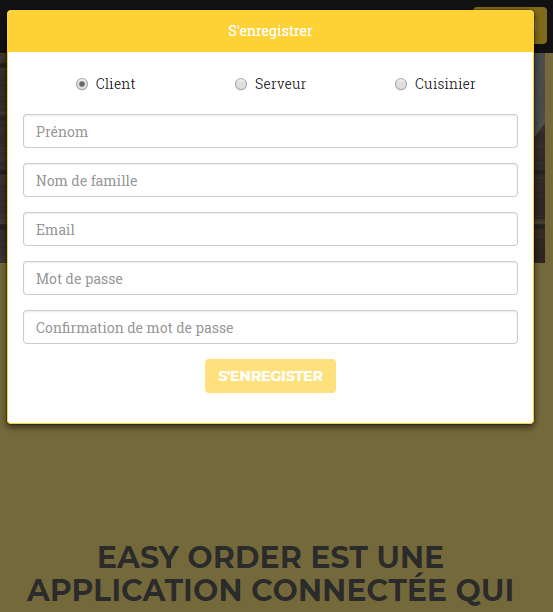 S'enregistrer
Client Serveur Cuisinier
Prénom
Nom de famille
Email
Mot de passe
Confirmation de mot de passe
S'ENREGISTER
EASY ORDER EST UNE
APPLICATION CONNECTÉE QUI